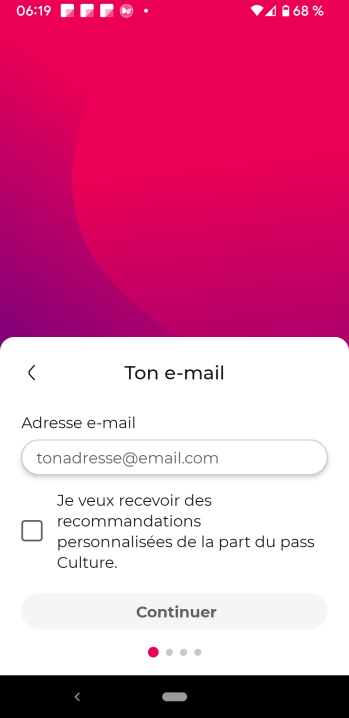 06:19
68 %
Ton e-mail
Adresse e-mail
tonadresse@email.com
Je veux recevoir des
recommandations
personnalisées de la part du pass
Culture.
Continuer